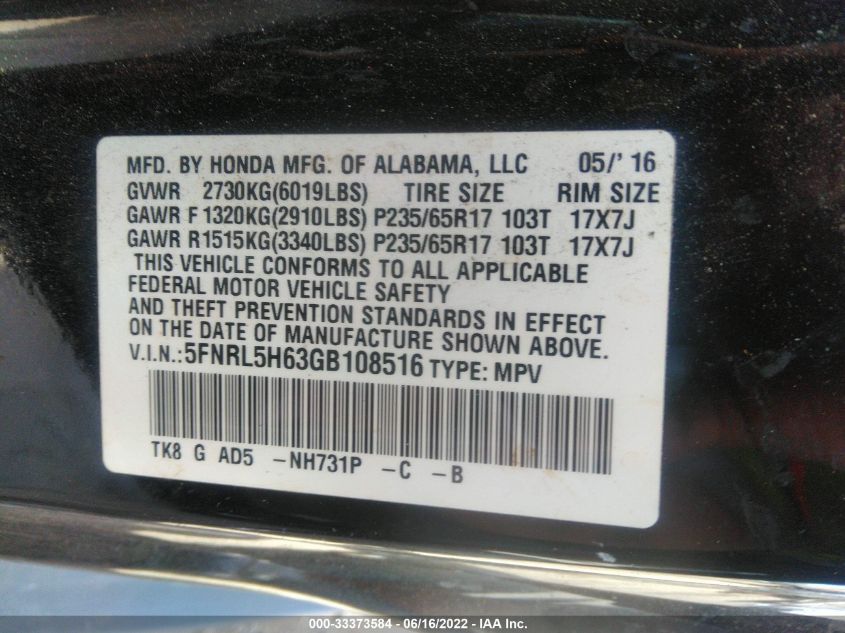 MFD. BY HONDA MFG. OF ALABAMA, LLC 05/' 16
GVWR 2730KG(6019LBS) TIRE SIZE RIM SIZE
GAWR F 1320KG(2910LBS) P235/65R17 103T 17X7J
GAWR R1515KG(3340LBS) P235/65R17 103T 17X7J
THIS VEHICLE CONFORMS TO ALL APPLICABLE
FEDERAL MOTOR VEHICLE SAFETY
AND THEFT PREVENTION STANDARDS IN EFFECT
ON THE DATE OF MANUFACTURE SHOWN ABOVE.
V.I.N.:5FNRL5H63GB108516 TYPE: MPV
TK8 G AD5 -NH731P -C -B
000-33373584 - 06/16/2022 - IAA Inc.